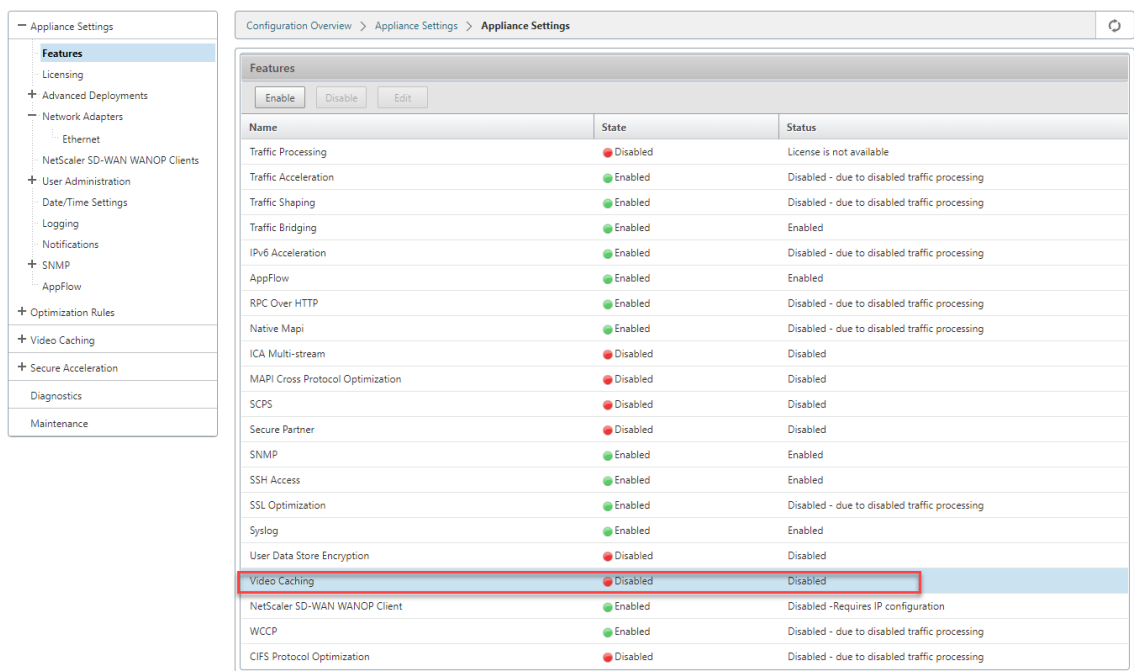 Appliance Settings
Features
Licensing
Advanced Deployments
Network Adapters
Ethernet
NetScaler SD-WAN WANOP Clients
User Administration
Date/Time Settings
Logging
Notifications
SNMP
AppFlow
Optimization Rules
Video Caching
Secure Acceleration
Diagnostics
Maintenance
Configuration Overview > Appliance Settings > Appliance Settings
Features
Enable Disable Edit
Name State Status
Traffic Processing Disabled License is not available
Traffic Acceleration Enabled Disabled - due to disabled traffic processing
Traffic Shaping Enabled Disabled - due to disabled traffic processing
Traffic Bridging Enabled Enabled
IPv6 Acceleration Enabled Disabled - due to disabled traffic processing
AppFlow Enabled Enabled
RPC Over HTTP Enabled Disabled - due to disabled traffic processing
Native Mapi Enabled Disabled - due to disabled traffic processing
ICA Multi-stream Disabled Disabled
MAPI Cross Protocol Optimization Disabled Disabled
SCPS Disabled Disabled
Secure Partner Disabled Disabled
SNMP Enabled Enabled
SSH Access Enabled Enabled
SSL Optimization Enabled Disabled - due to disabled traffic processing
Syslog Enabled Enabled
User Data Store Encryption Disabled Disabled
Video Caching Disabled Disabled
NetScaler SD-WAN WANOP Client Enabled Disabled -Requires IP configuration
WCCP Enabled Disabled - due to disabled traffic processing
CIFS Protocol Optimization Disabled Disabled - due to disabled traffic processing